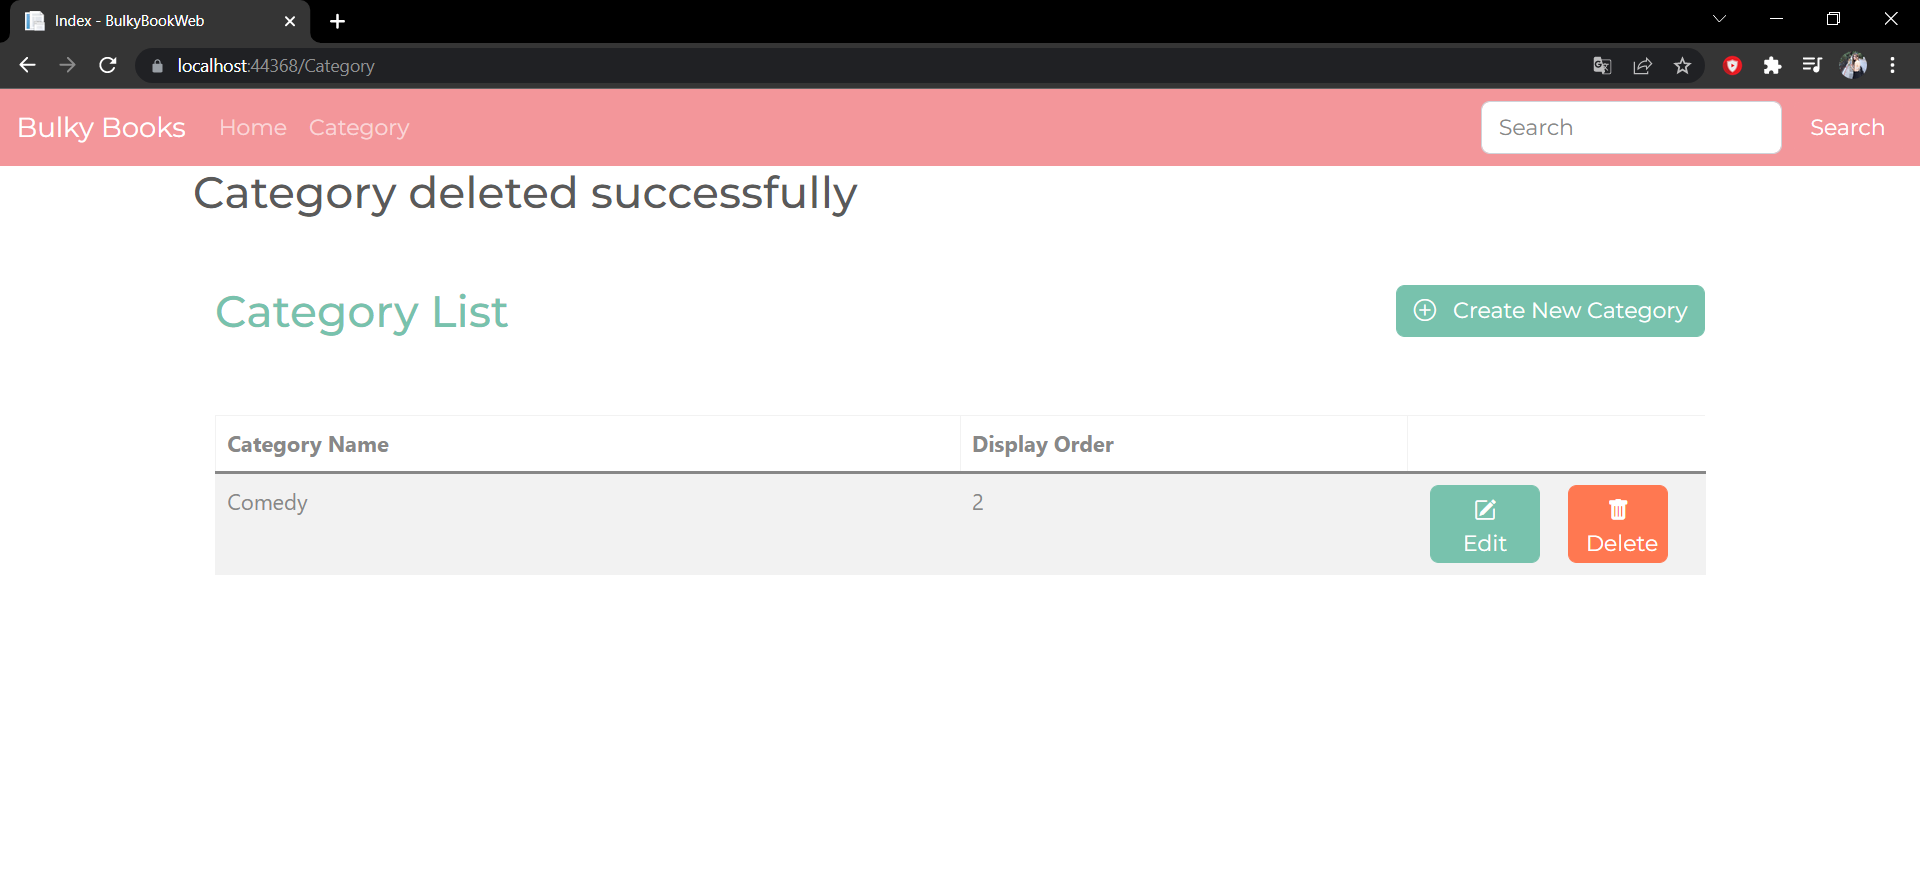 Index - BulkyBookWeb
localhost:44368/Category
Bulky Books Home Category Search Search
Category deleted successfully
Category List Create New Category
Category Name Display Order
Comedy 2 Edit Delete